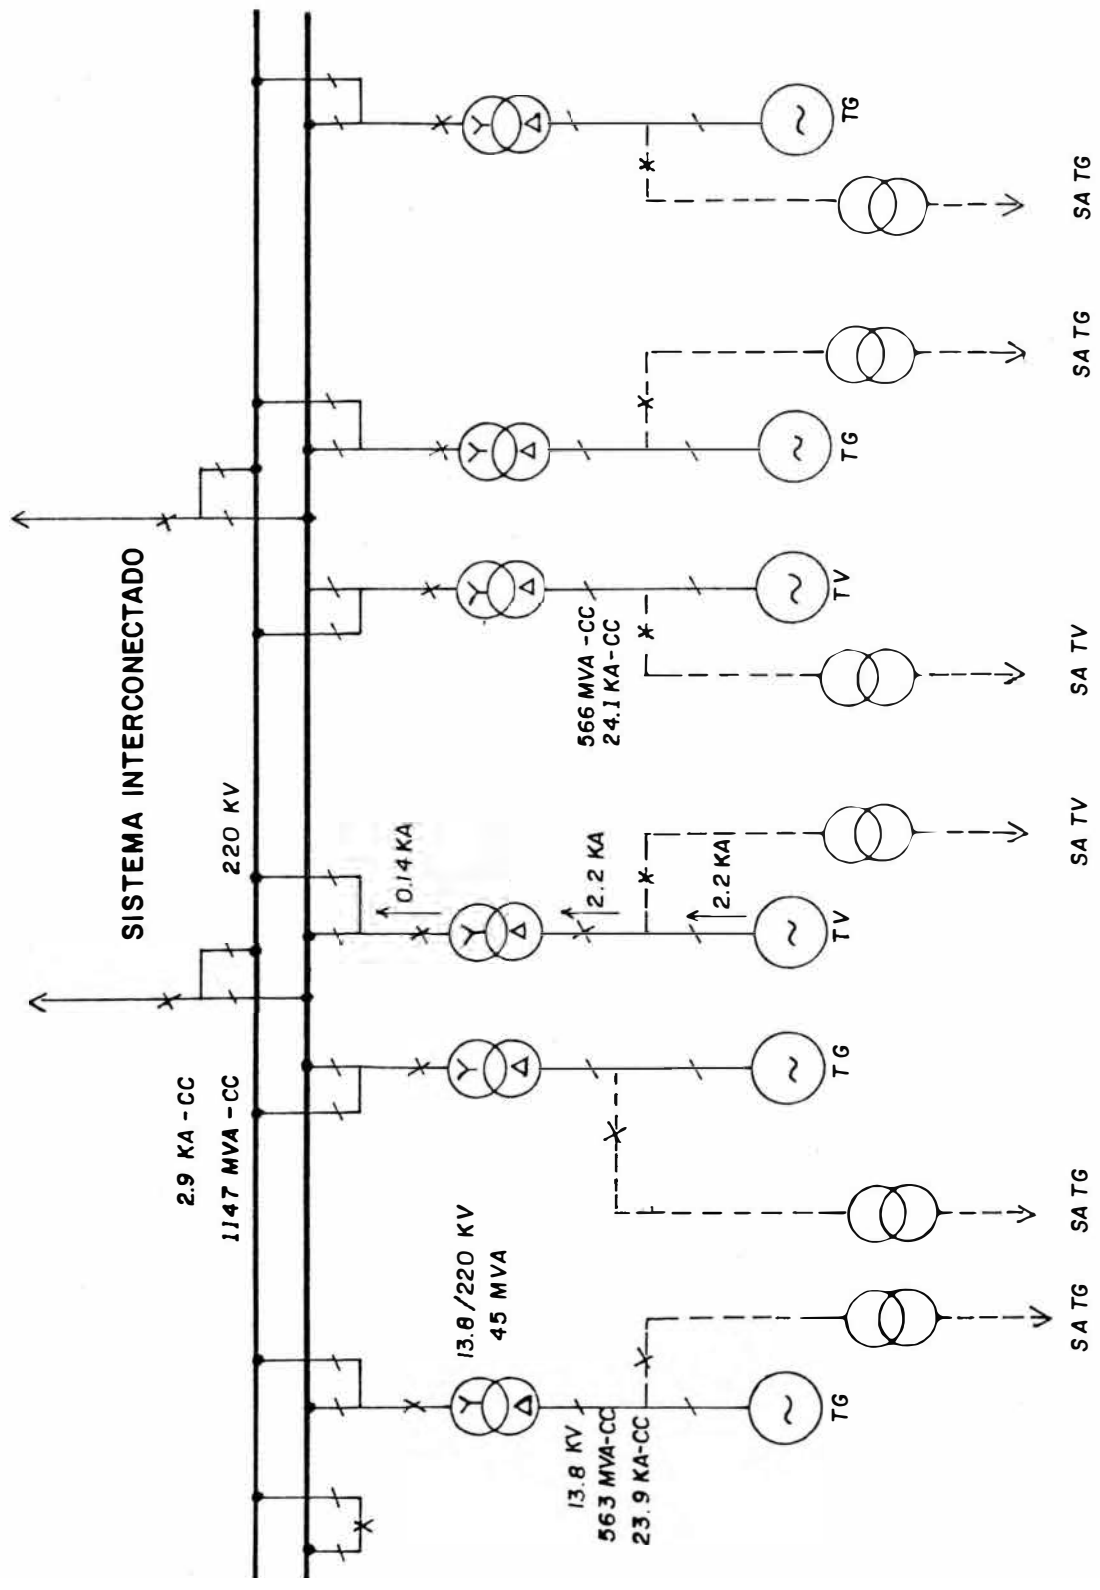 SISTEMA INTERCONECTADO
2.9 KA-CC
1147 MVA-CC
220 KV
0.14 KA
2.2 KA
2.2 KA
13.8/220 KV
45 MVA
13.8 KV
563 MVA-CC
23.9 KA-CC
566 MVA-CC
24.1 KA-CC
TG
TG
TV
TV
TG
TG
SA TG
SA TG
SA TV
SA TV
SA TG
SA TG